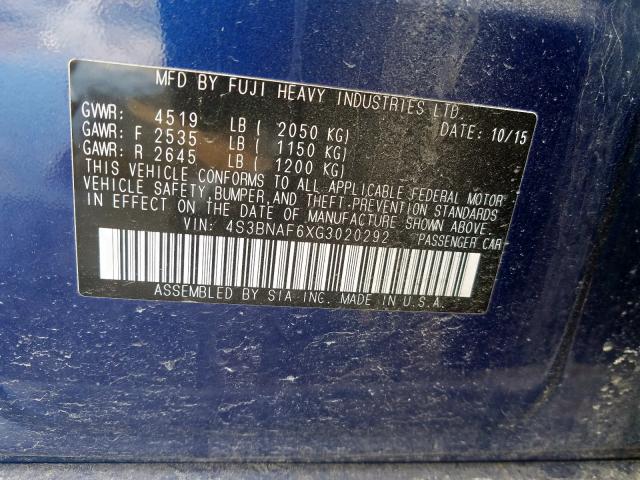 MFD BY FUJI HEAVY INDUSTRIES LTD.
GVWR: 4519 LB ( 2050 KG) DATE: 10/15
GAWR: F 2535 LB ( 1150 KG)
GAWR: R 2645 LB ( 1200 KG)
THIS VEHICLE CONFORMS TO ALL APPLICABLE FEDERAL MOTOR
VEHICLE SAFETY, BUMPER, AND THEFT-PREVENTION STANDARDS
IN EFFECT ON THE DATE OF MANUFACTURE SHOWN ABOVE.
VIN: 4S3BNAF6XG3020292 PASSENGER CAR
ASSEMBLED BY SIA INC. MADE IN U.S.A.